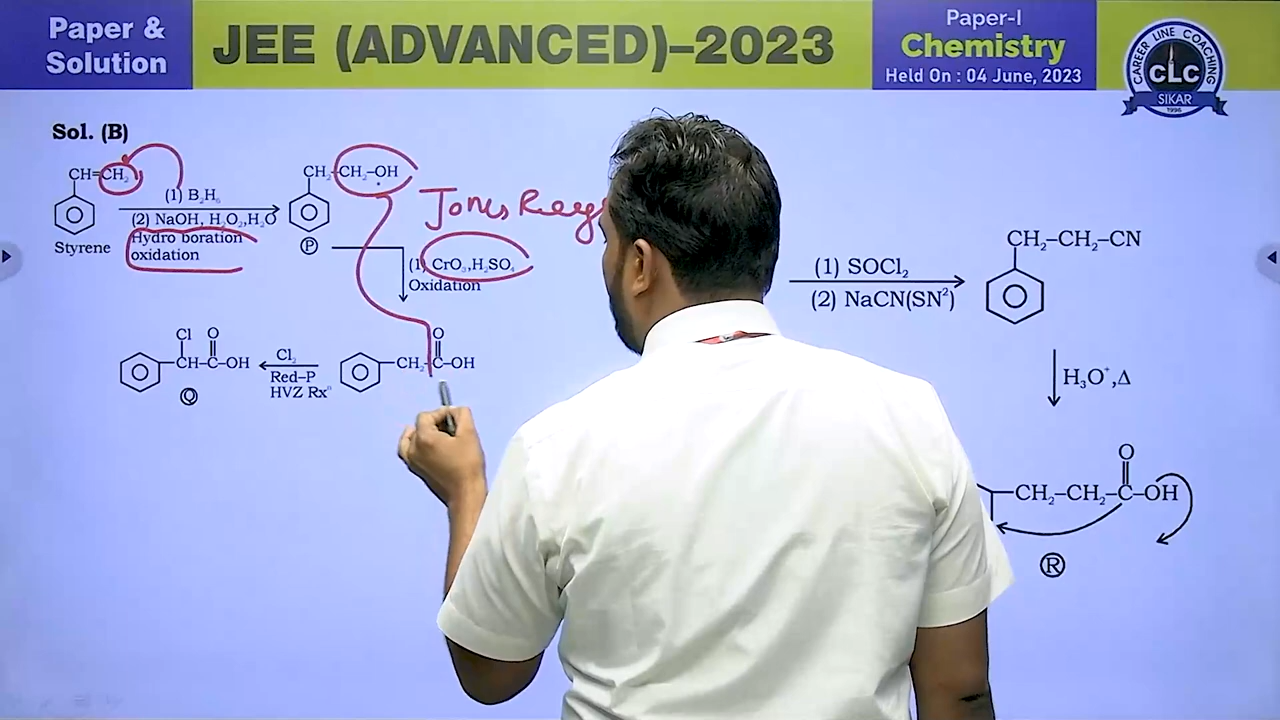 Paper &
Solution
JEE (ADVANCED)–2023
Paper-I
Chemistry
Held On : 04 June, 2023
CAREER LINE COACHING
CLC
SIKAR
1996
Sol. (B)
CH=CH₂
Styrene
(1) B₂H₆
(2) NaOH, H₂O₂,H₂O
Hydro boration
oxidation
CH₂-CH₂–OH
Ⓟ
Jones
(1) CrO₃,H₂SO₄
Oxidation
O
CH₂-C–OH
Cl₂
Red–P
HVZ Rxⁿ
Cl O
CH–C–OH
Ⓠ
(1) SOCl₂
(2) NaCN(SN²)
CH₂–CH₂–CN
H₃O⁺,Δ
O
CH₂–CH₂–C–OH
Ⓡ